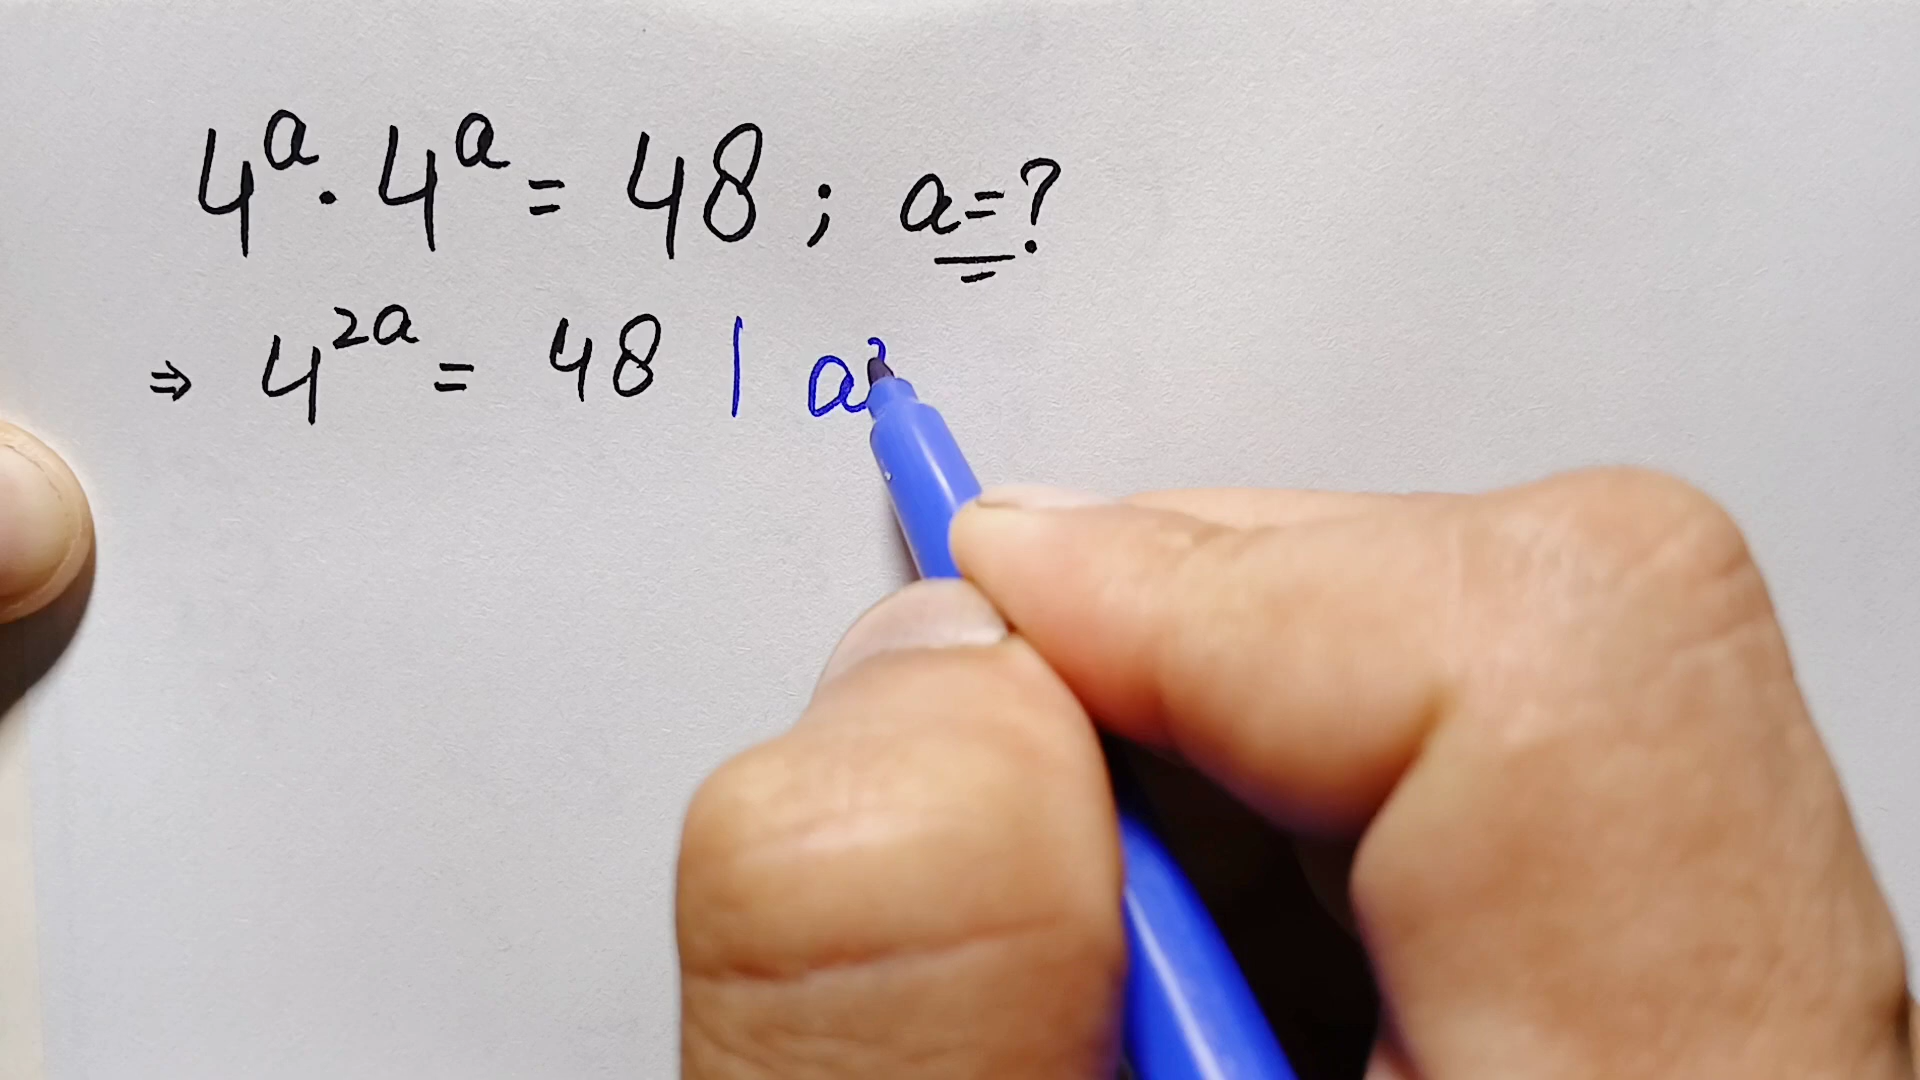 4^a · 4^a = 48 ; a = ?
⇒ 4^2a = 48 | a